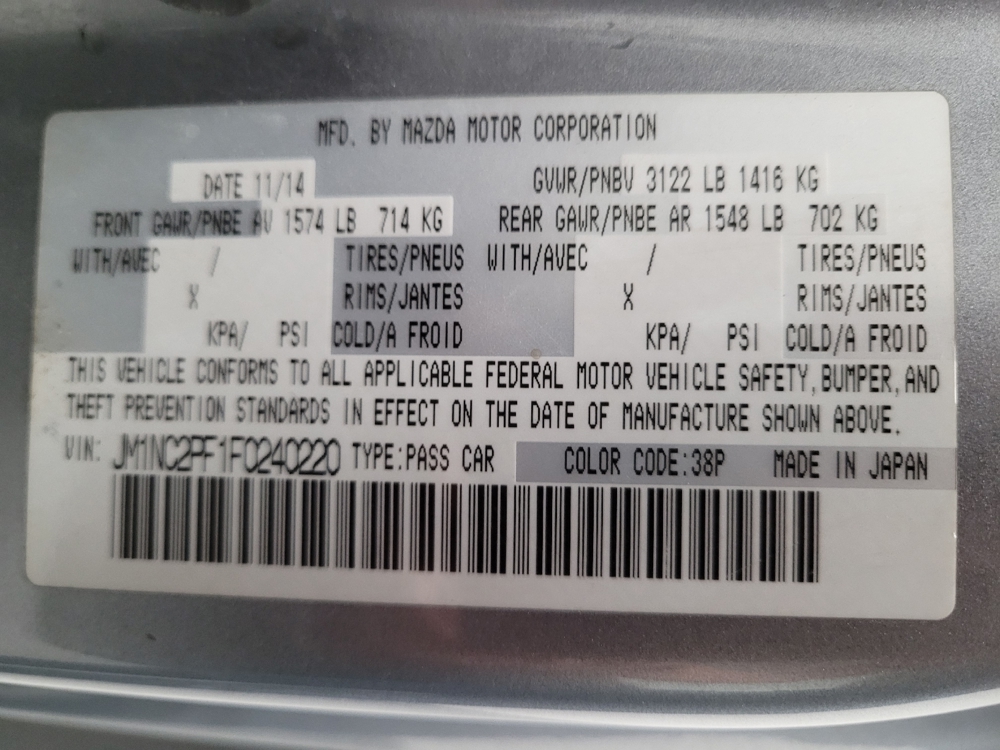 MFD. BY MAZDA MOTOR CORPORATION
DATE 11/14 GVWR/PNBV 3122 LB 1416 KG
FRONT GAWR/PNBE AV 1574 LB 714 KG REAR GAWR/PNBE AR 1548 LB 702 KG
WITH/AVEC / TIRES/PNEUS WITH/AVEC / TIRES/PNEUS
X RIMS/JANTES X RIMS/JANTES
KPA/ PSI COLD/A FROID KPA/ PSI COLD/A FROID
THIS VEHICLE CONFORMS TO ALL APPLICABLE FEDERAL MOTOR VEHICLE SAFETY, BUMPER, AND
THEFT PREVENTION STANDARDS IN EFFECT ON THE DATE OF MANUFACTURE SHOWN ABOVE.
VIN: JM1NC2PF1F0240220 TYPE:PASS CAR COLOR CODE:38P MADE IN JAPAN